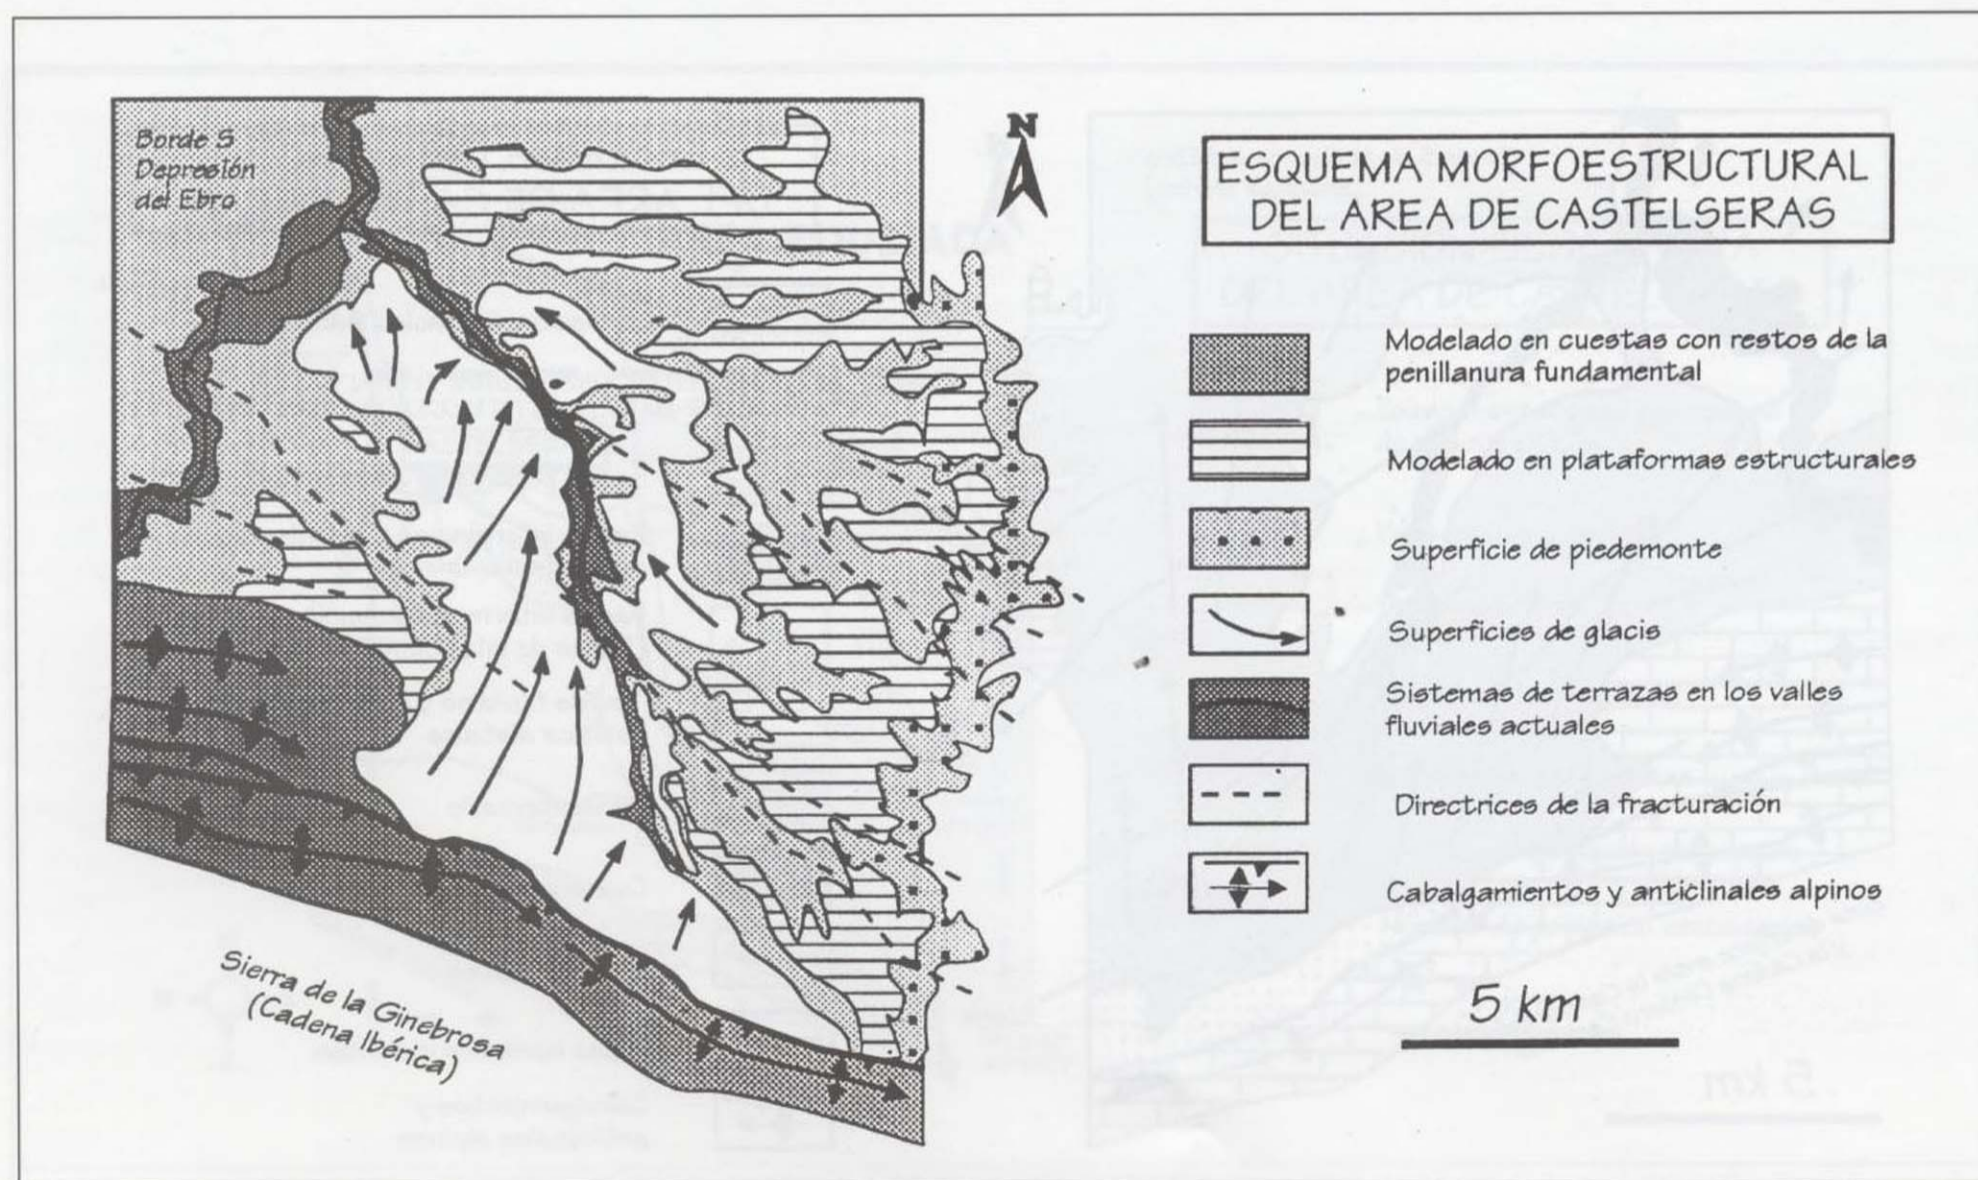 Borde S
Depresión
del Ebro
N
ESQUEMA MORFOESTRUCTURAL
DEL AREA DE CASTELSERAS
Modelado en cuestas con restos de la
penillanura fundamental
Modelado en plataformas estructurales
Superficie de piedemonte
Superficies de glacis
Sistemas de terrazas en los valles
fluviales actuales
Directrices de la fracturación
Cabalgamientos y anticlinales alpinos
5 km
Sierra de la Ginebrosa
(Cadena Ibérica)